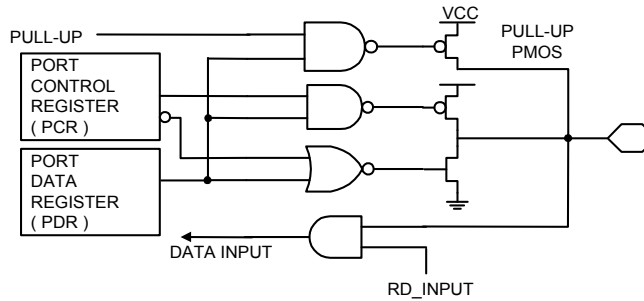 VCC
PULL-UP
PULL-UP
PMOS
PORT
CONTROL
REGISTER
( PCR )
PORT
DATA
REGISTER
( PDR )
DATA INPUT
RD_INPUT